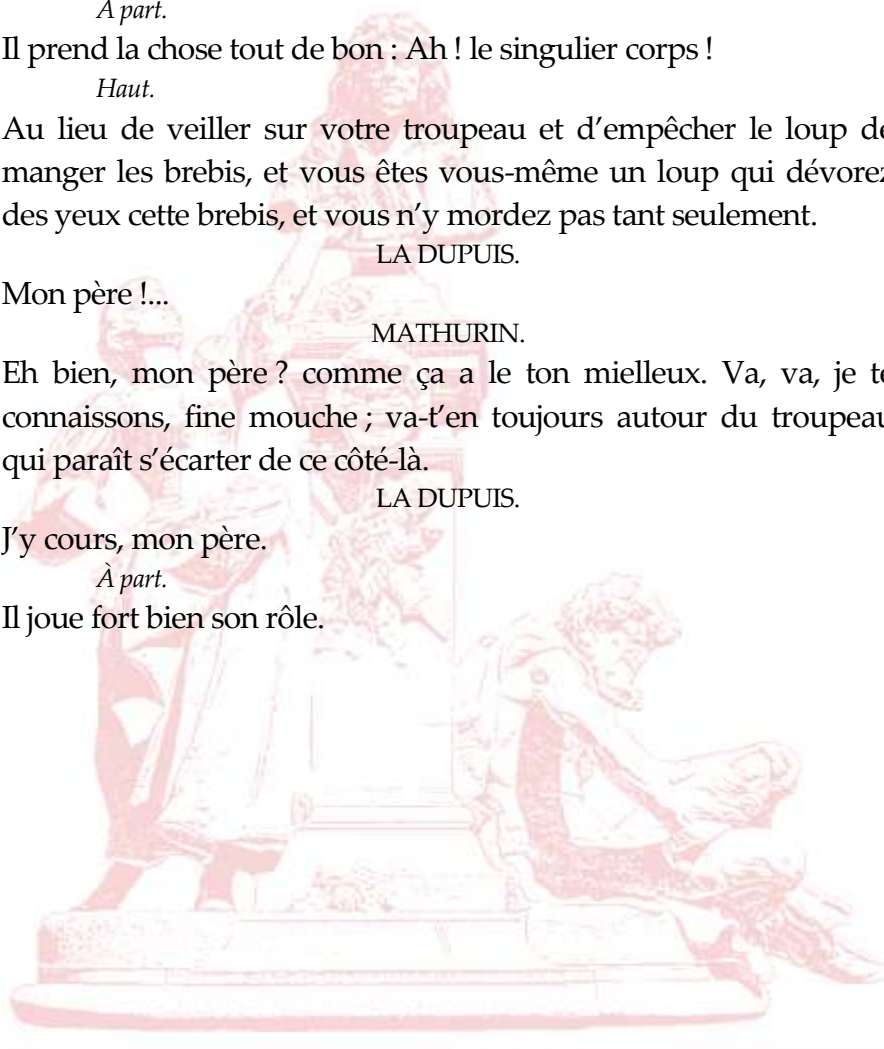 À part.
Il prend la chose tout de bon : Ah ! le singulier corps !
Haut.
Au lieu de veiller sur votre troupeau et d’empêcher le loup de
manger les brebis, et vous êtes vous-même un loup qui dévorez
des yeux cette brebis, et vous n’y mordez pas tant seulement.
LA DUPUIS.
Mon père !...
MATHURIN.
Eh bien, mon père ? comme ça a le ton mielleux. Va, va, je te
connaissons, fine mouche ; va-t'en toujours autour du troupeau
qui paraît s’écarter de ce côté-là.
LA DUPUIS.
J’y cours, mon père.
À part.
Il joue fort bien son rôle.